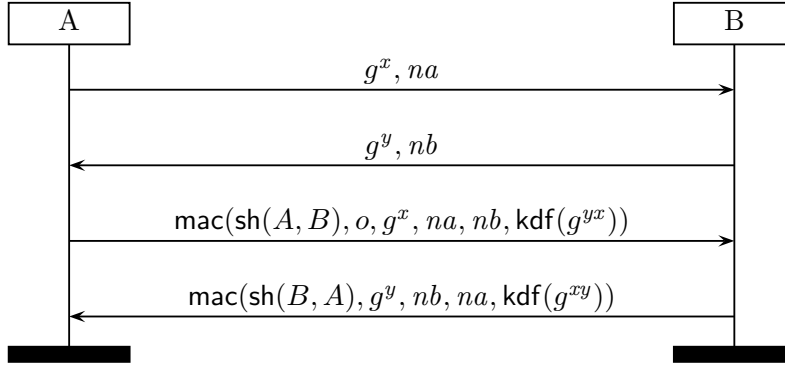 A B
g^x, na
g^y, nb
mac(sh(A, B), o, g^x, na, nb, kdf(g^{yx}))
mac(sh(B, A), g^y, nb, na, kdf(g^{xy}))